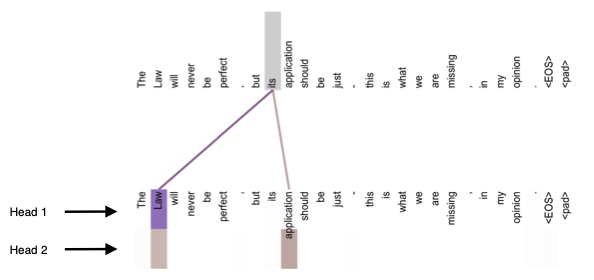 The Law will never be perfect , but its application should be just - this is what we are missing , in my opinion . <EOS> <pad>
Head 1 The Law will never be perfect , but its application should be just - this is what we are missing , in my opinion . <EOS> <pad>
Head 2